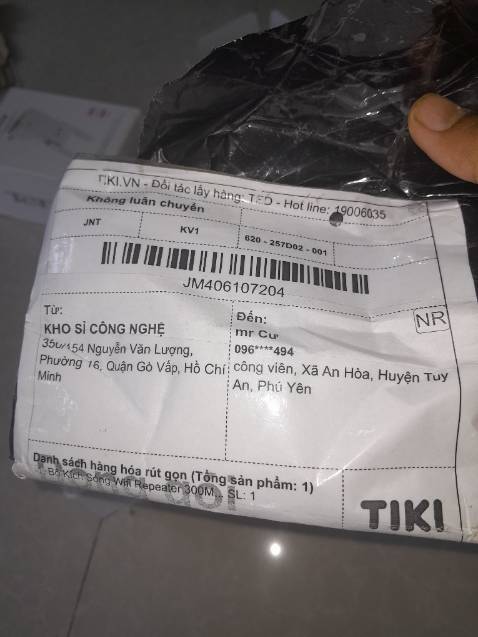 TIKI.VN - Đối tác lấy hàng: TED - Hot line: 19006035
Không luân chuyển
JNT
KV1
620 - 257D02 - 001
JM406107204
Từ:
KHO SỈ CÔNG NGHỆ
350/154 Nguyễn Văn Lượng,
Phường 16, Quận Gò Vấp, Hồ Chí
Minh
Đến:
mr Cư
096****494
công viên, Xã An Hòa, Huyện Tuy
An, Phú Yên
NR
Danh sách hàng hóa rút gọn (Tổng sản phẩm: 1)
Bộ Kích Sóng Wifi Repeater 300M... SL: 1
TIKI